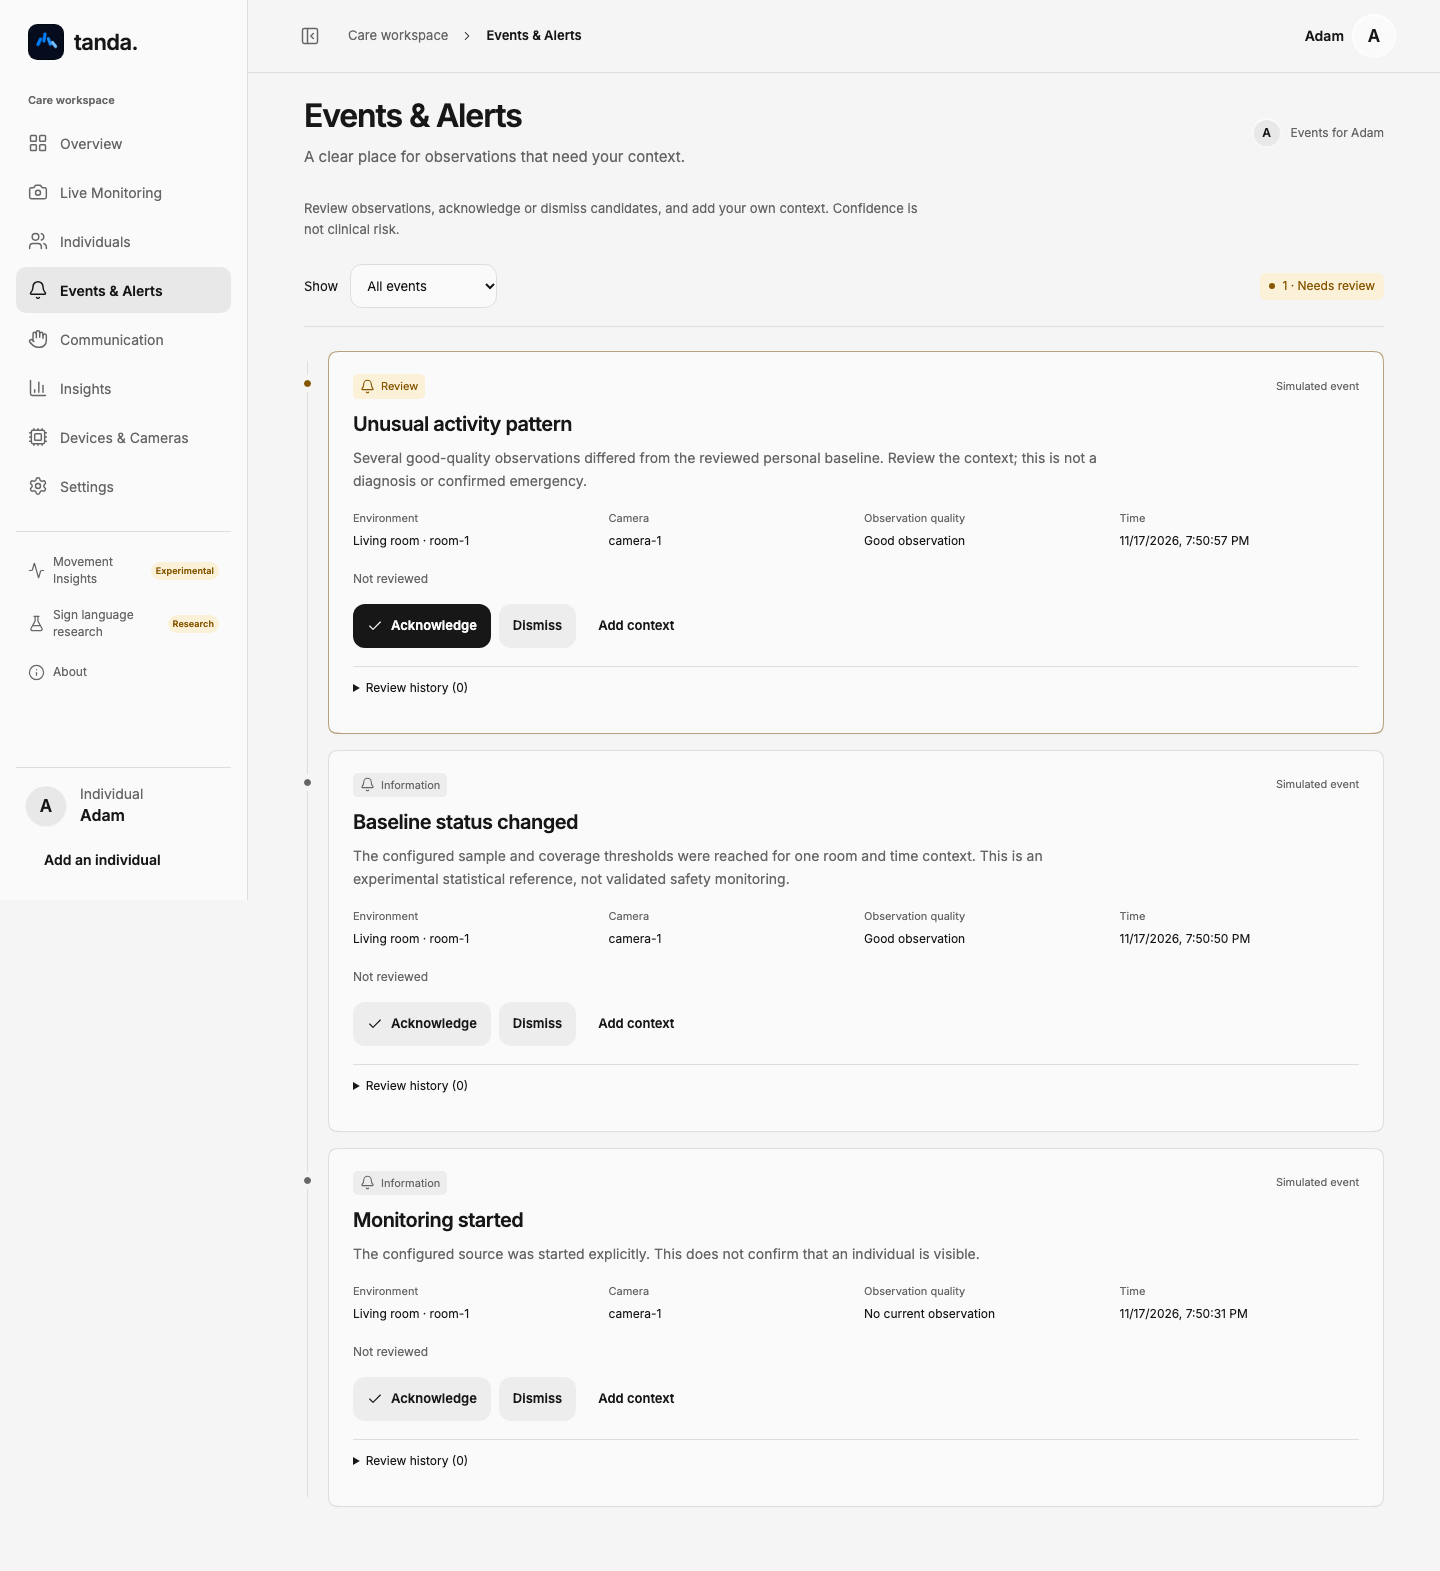 tanda.
Care workspace
Overview
Live Monitoring
Individuals
Events & Alerts
Communication
Insights
Devices & Cameras
Settings
Movement
Insights
Experimental
Sign language
research
Research
About
A
Individual
Adam
Add an individual
Care workspace > Events & Alerts
Adam A
Events & Alerts
A clear place for observations that need your context.
A Events for Adam
Review observations, acknowledge or dismiss candidates, and add your own context. Confidence is
not clinical risk.
Show All events
1 · Needs review
Review
Simulated event
Unusual activity pattern
Several good-quality observations differed from the reviewed personal baseline. Review the context; this is not a
diagnosis or confirmed emergency.
Environment Camera Observation quality Time
Living room · room-1 camera-1 Good observation 11/17/2026, 7:50:57 PM
Not reviewed
Acknowledge Dismiss Add context
Review history (0)
Information
Simulated event
Baseline status changed
The configured sample and coverage thresholds were reached for one room and time context. This is an
experimental statistical reference, not validated safety monitoring.
Environment Camera Observation quality Time
Living room · room-1 camera-1 Good observation 11/17/2026, 7:50:50 PM
Not reviewed
Acknowledge Dismiss Add context
Review history (0)
Information
Simulated event
Monitoring started
The configured source was started explicitly. This does not confirm that an individual is visible.
Environment Camera Observation quality Time
Living room · room-1 camera-1 No current observation 11/17/2026, 7:50:31 PM
Not reviewed
Acknowledge Dismiss Add context
Review history (0)